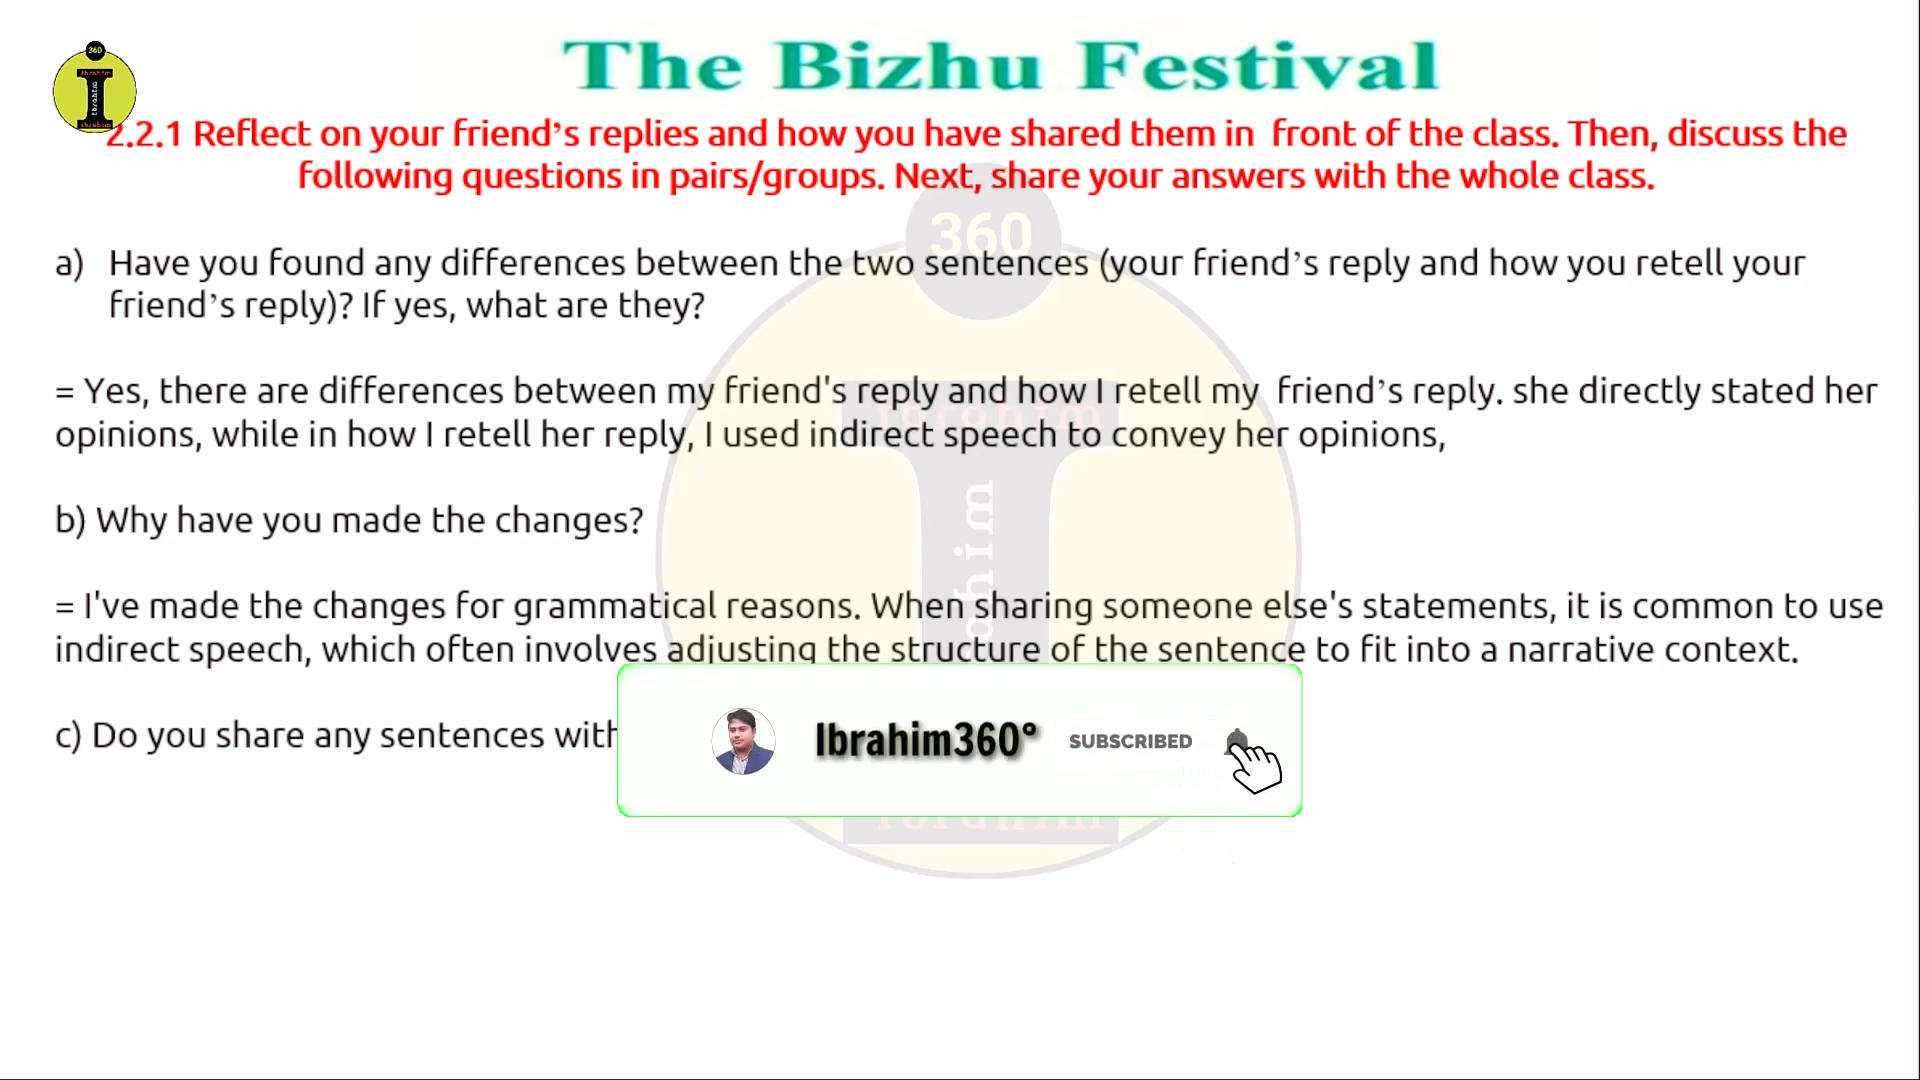 The Bizhu Festival
360
Ibrahim
Ibrahim
Ibrahim
2.2.1 Reflect on your friend’s replies and how you have shared them in front of the class. Then, discuss the
following questions in pairs/groups. Next, share your answers with the whole class.
360
a) Have you found any differences between the two sentences (your friend’s reply and how you retell your
friend’s reply)? If yes, what are they?
= Yes, there are differences between my friend's reply and how I retell my friend’s reply. she directly stated her
opinions, while in how I retell her reply, I used indirect speech to convey her opinions,
b) Why have you made the changes?
= I've made the changes for grammatical reasons. When sharing someone else's statements, it is common to use
indirect speech, which often involves adjusting the structure of the sentence to fit into a narrative context.
c) Do you share any sentences with
Ibrahim360° SUBSCRIBED